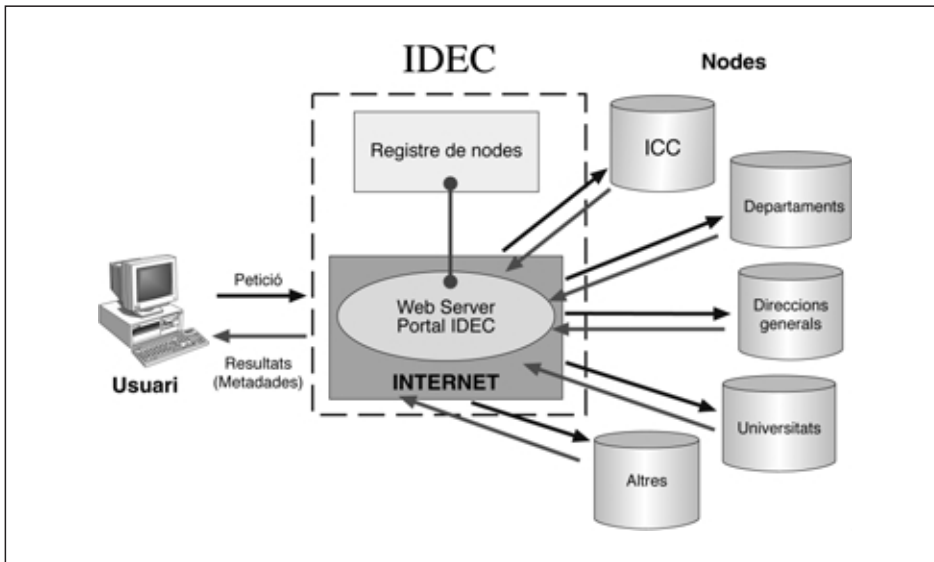 IDEC
Nodes
Registre de nodes
ICC
Departaments
Petició
Web Server
Portal IDEC
Direccions
generals
Resultats
(Metadades)
Usuari
INTERNET
Universitats
Altres